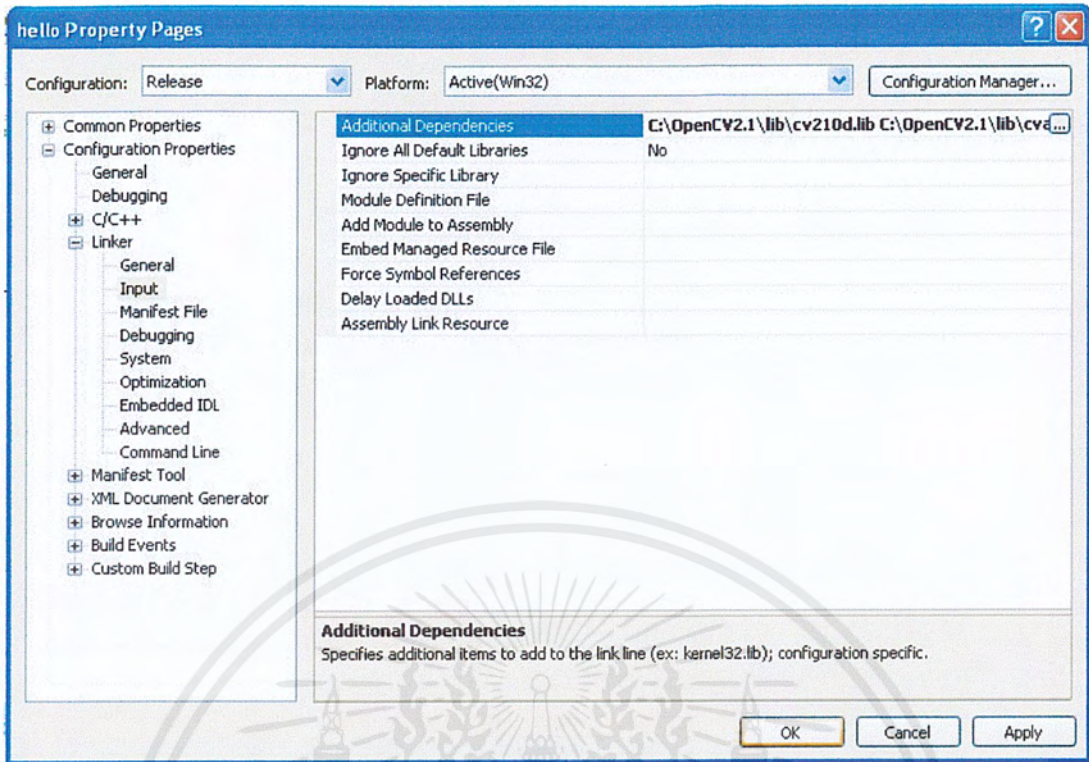 hello Property Pages
Configuration: Release Platform: Active(Win32) Configuration Manager...
Common Properties
Configuration Properties
General
Debugging
C/C++
Linker
General
Input
Manifest File
Debugging
System
Optimization
Embedded IDL
Advanced
Command Line
Manifest Tool
XML Document Generator
Browse Information
Build Events
Custom Build Step
Additional Dependencies C:\OpenCV2.1\lib\cv210d.lib C:\OpenCV2.1\lib\cva ...
Ignore All Default Libraries No
Ignore Specific Library
Module Definition File
Add Module to Assembly
Embed Managed Resource File
Force Symbol References
Delay Loaded DLLs
Assembly Link Resource
Additional Dependencies
Specifies additional items to add to the link line (ex: kernel32.lib); configuration specific.
OK Cancel Apply